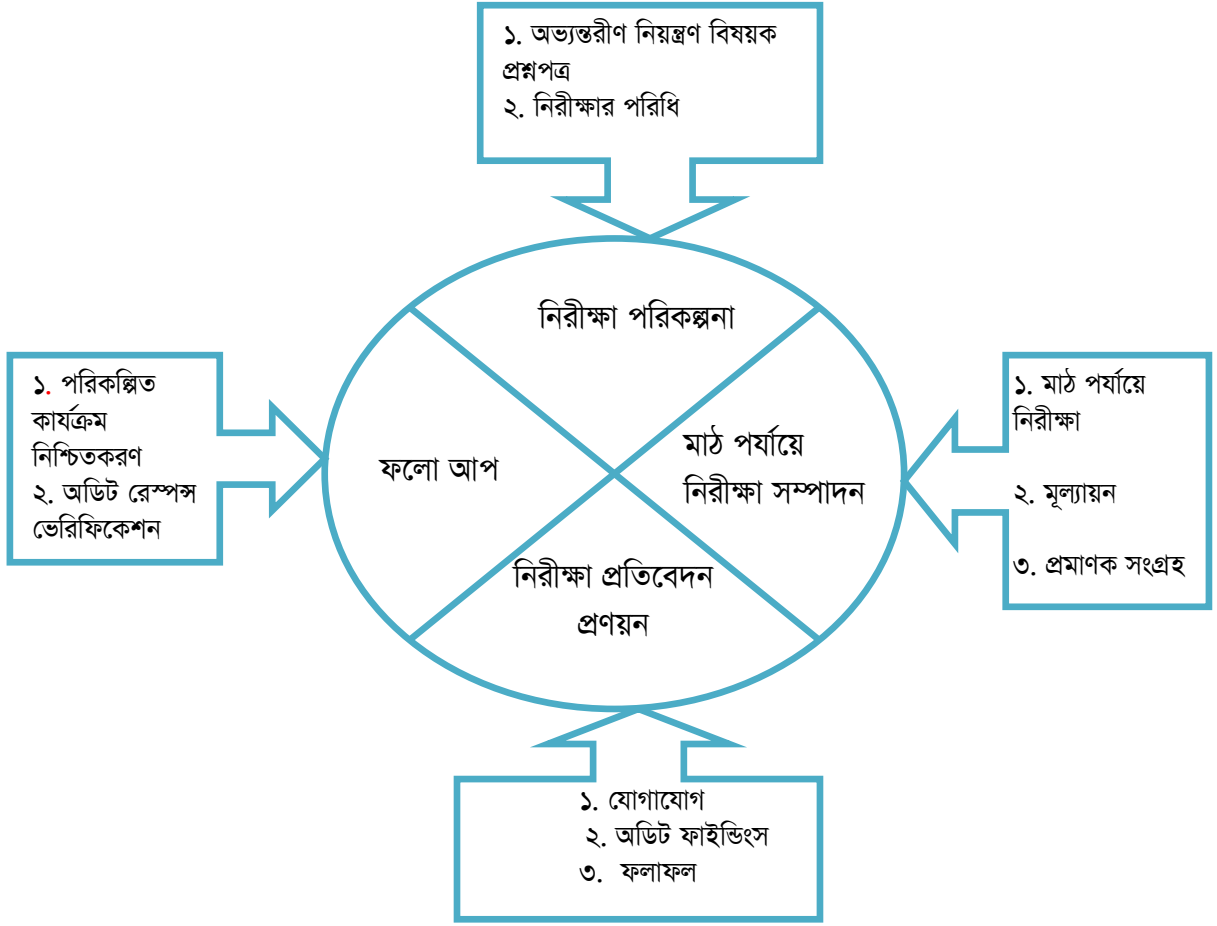 ১. অভ্যন্তরীণ নিয়ন্ত্রণ বিষয়ক
প্রশ্নপত্র
২. নিরীক্ষার পরিধি
নিরীক্ষা পরিকল্পনা
১. পরিকল্পিত
কার্যক্রম
নিশ্চিতকরণ
২. অডিট রেস্পন্স
ভেরিফিকেশন
ফলো আপ
মাঠ পর্যায়ে
নিরীক্ষা সম্পাদন
১. মাঠ পর্যায়ে
নিরীক্ষা
২. মূল্যায়ন
৩. প্রমাণক সংগ্রহ
নিরীক্ষা প্রতিবেদন
প্রণয়ন
১. যোগাযোগ
২. অডিট ফাইন্ডিংস
৩. ফলাফল